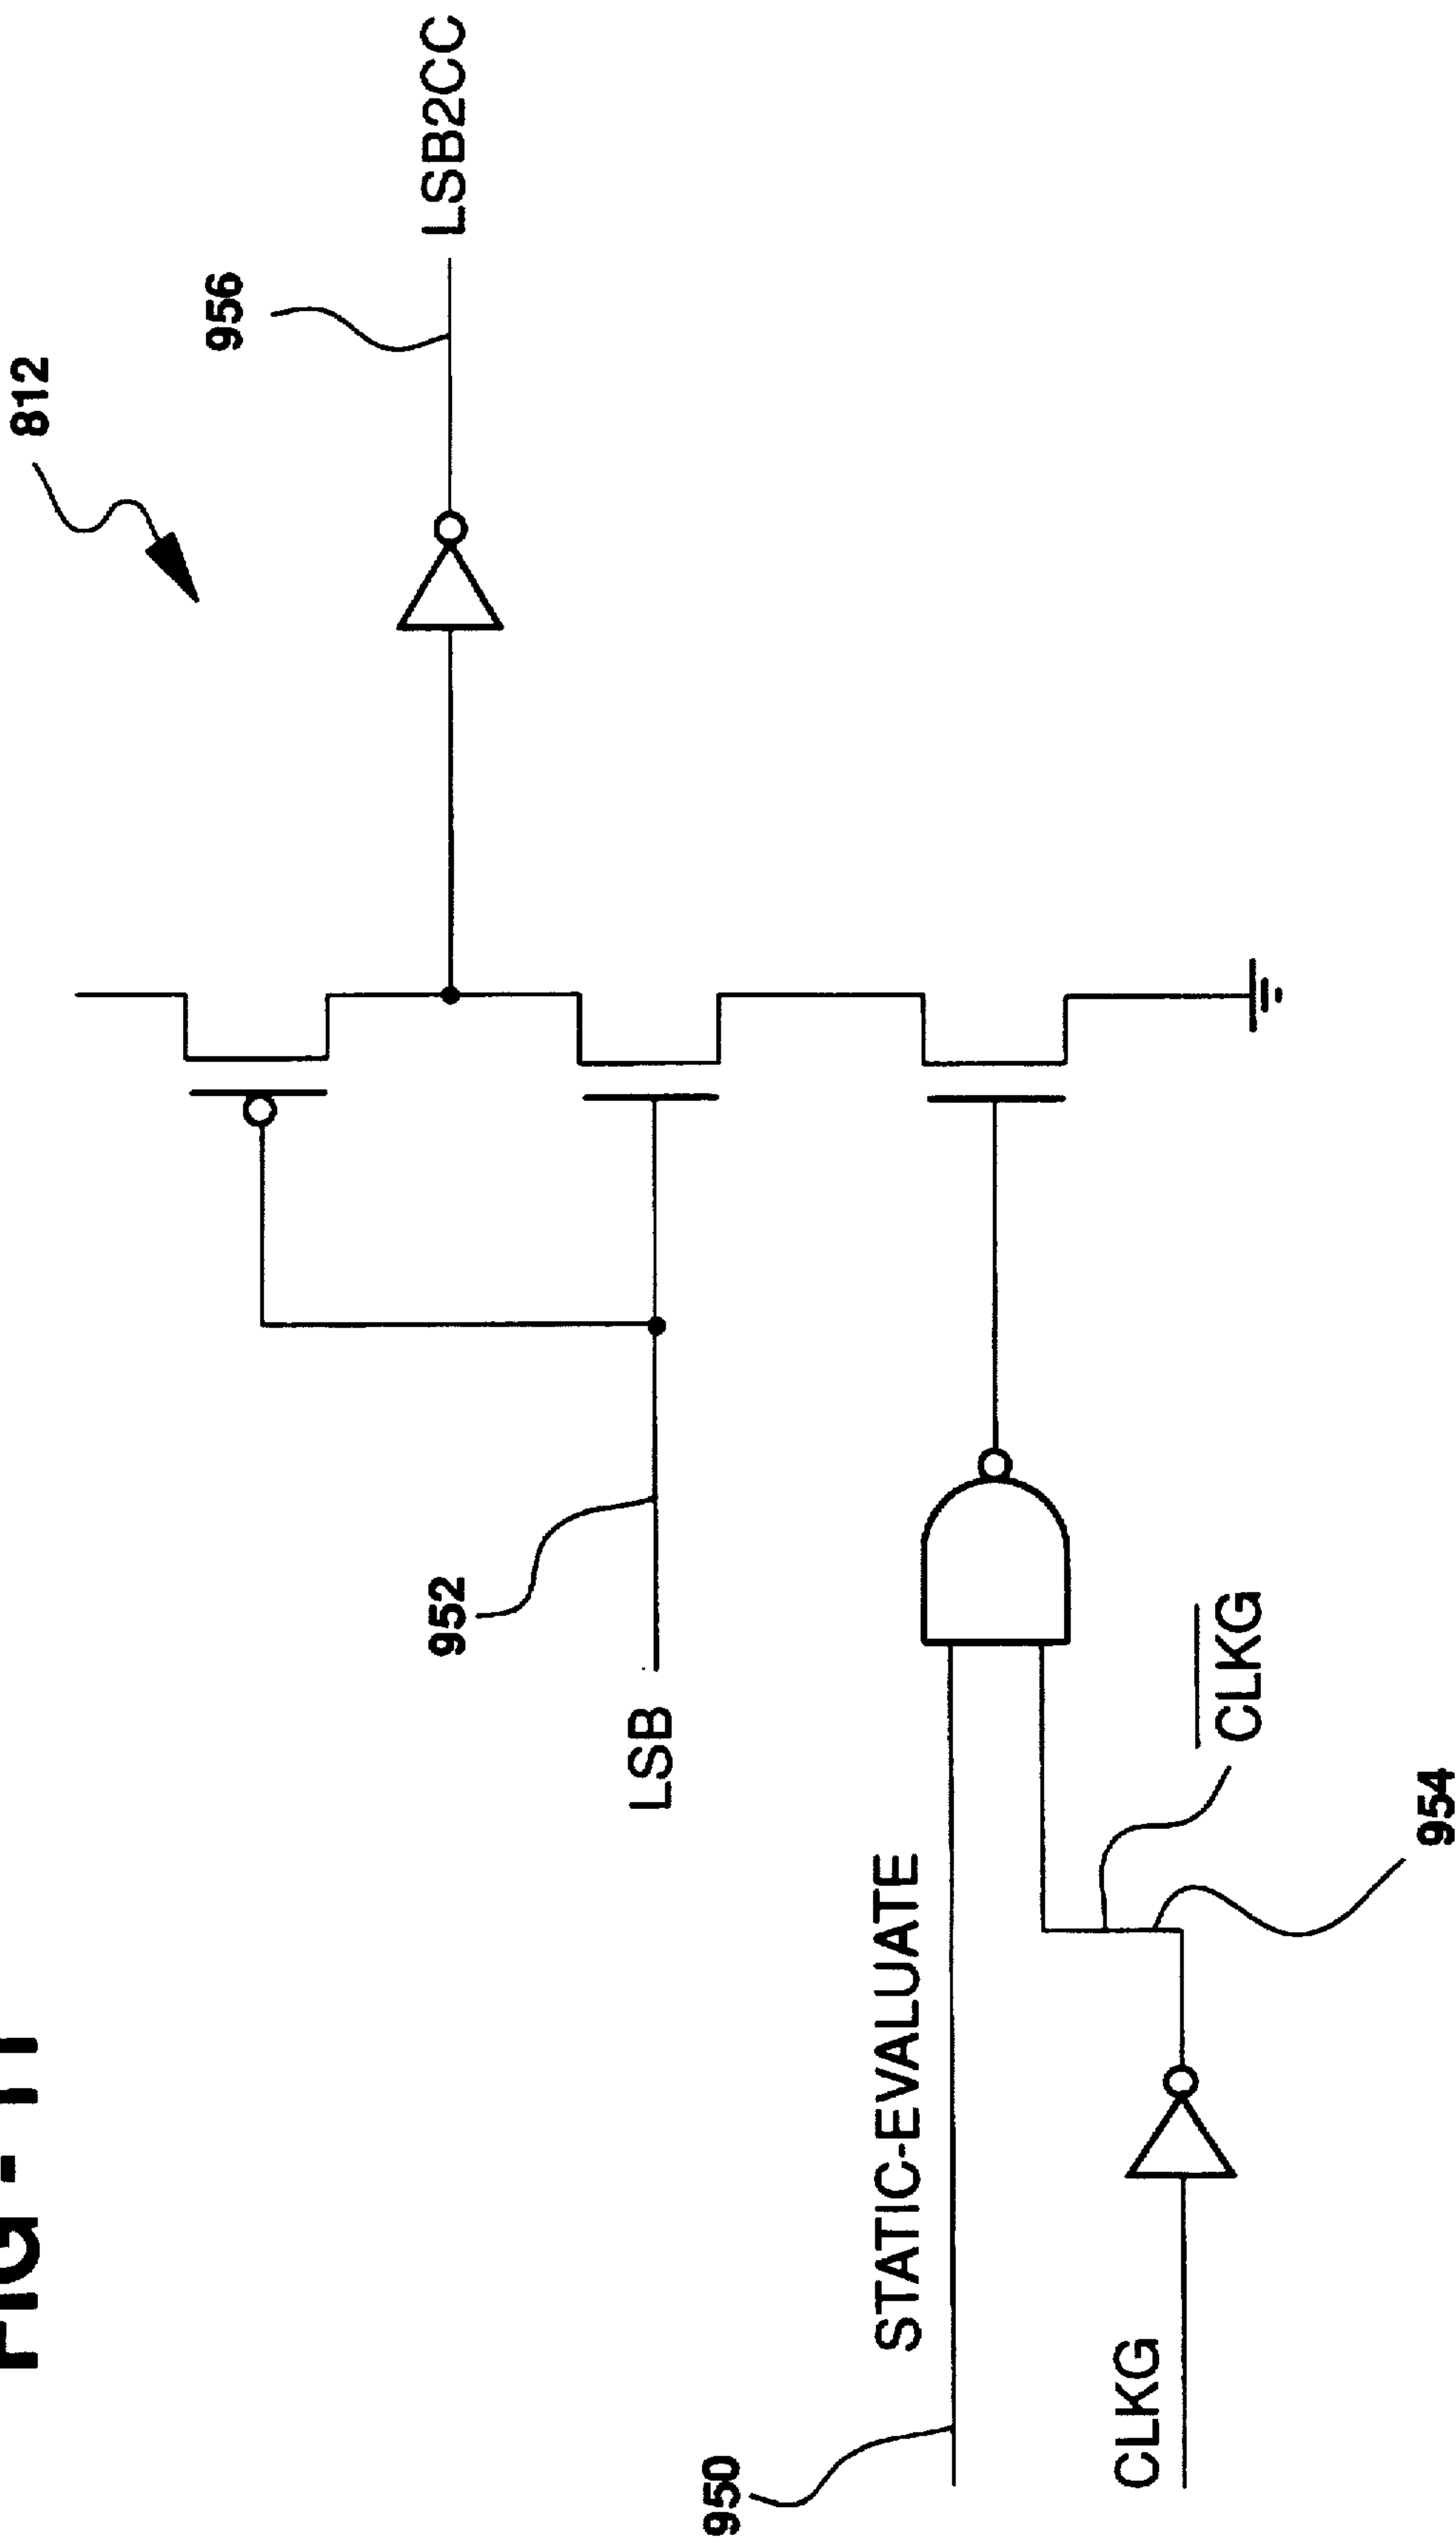 FIG - 11
812
956
LSB2CC
952
LSB
STATIC-EVALUATE
950
CLKG
CLKG
954